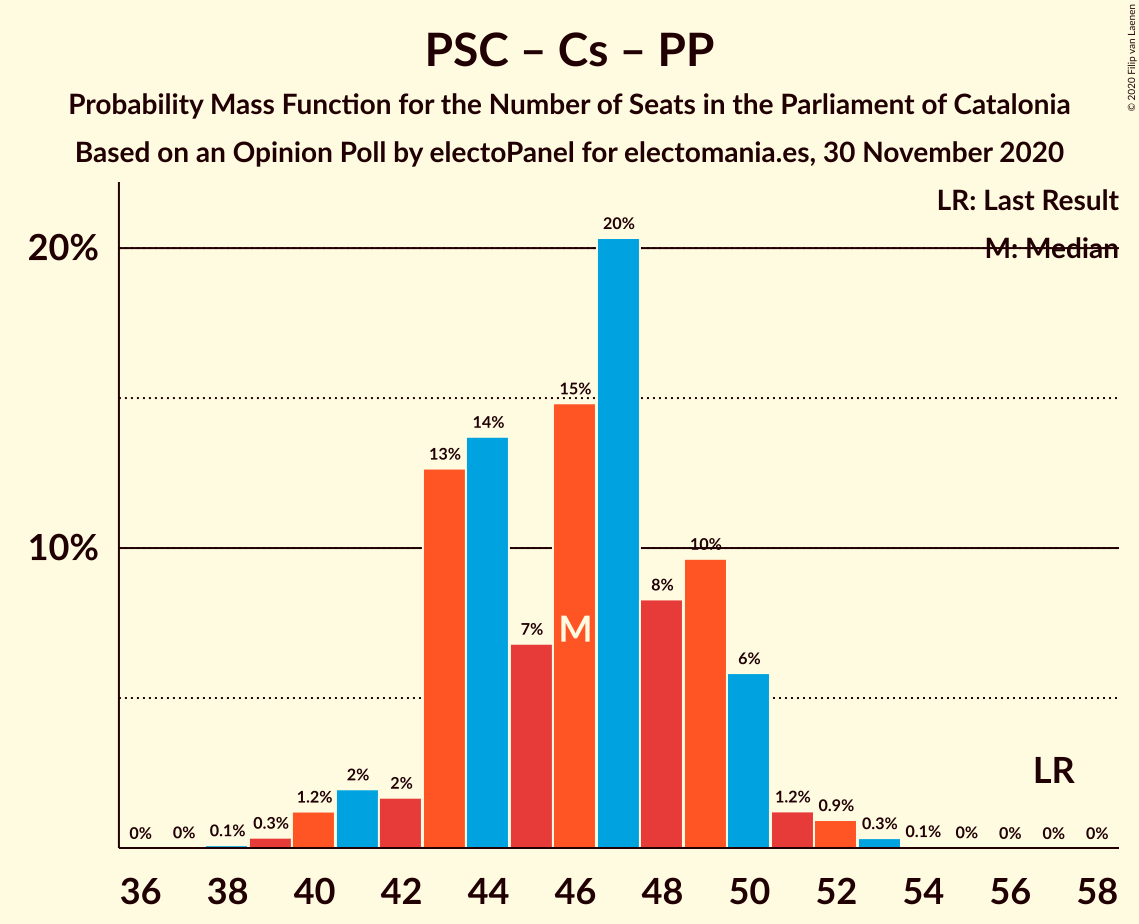 PSC – Cs – PP
Probability Mass Function for the Number of Seats in the Parliament of Catalonia
Based on an Opinion Poll by electoPanel for electomania.es, 30 November 2020
© 2020 Filip van Laenen
LR: Last Result
M: Median
20%
10%
0%
0%
0.1%
0.3%
1.2%
2%
2%
13%
14%
7%
15%
20%
8%
10%
6%
1.2%
0.9%
0.3%
0.1%
0%
0%
0%
0%
M
LR
36 38 40 42 44 46 48 50 52 54 56 58